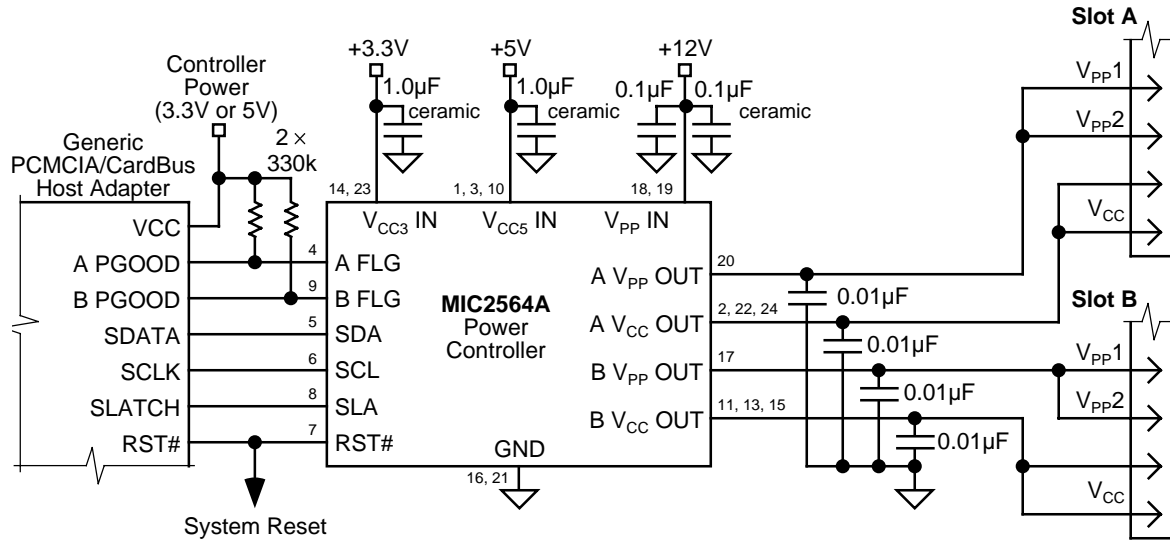 Slot A
+3.3V
+5V
+12V
Controller
Power
(3.3V or 5V)
1.0µF
ceramic
1.0µF
ceramic
0.1µF
0.1µF
ceramic
VPP1
VPP2
VCC
Generic
PCMCIA/CardBus
Host Adapter
2 ×
330k
14, 23
1, 3, 10
18, 19
VCC3 IN
VCC5 IN
VPP IN
VCC
A PGOOD
4
A FLG
B PGOOD
9
B FLG
SDATA
5
SDA
SCLK
6
SCL
SLATCH
8
SLA
RST#
7
RST#
MIC2564A
Power
Controller
A VPP OUT
20
A VCC OUT
2, 22, 24
B VPP OUT
17
B VCC OUT
11, 13, 15
GND
16, 21
0.01µF
0.01µF
0.01µF
0.01µF
Slot B
VPP1
VPP2
VCC
System Reset